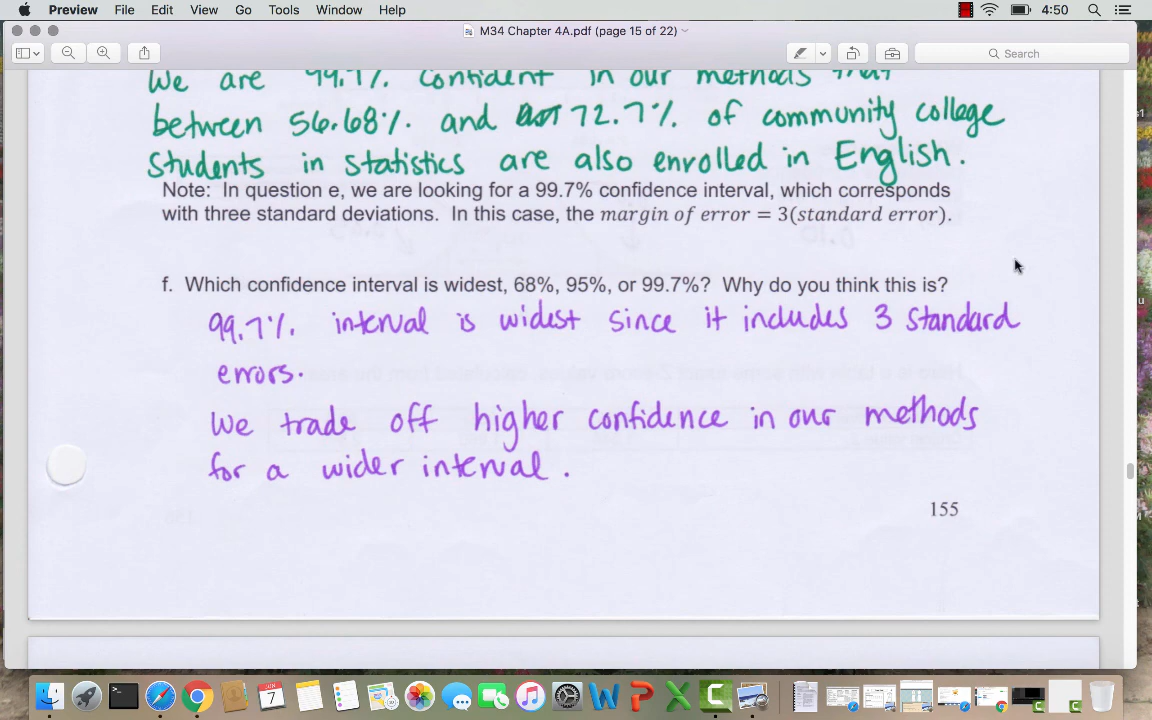 Preview File Edit View Go Tools Window Help 4:50
M34 Chapter 4A.pdf (page 15 of 22)
Search
We are 99.7% confident in our methods that
between 56.68% and 72.7% of community college
students in statistics are also enrolled in English.
Note: In question e, we are looking for a 99.7% confidence interval, which corresponds
with three standard deviations. In this case, the margin of error = 3(standard error).
f. Which confidence interval is widest, 68%, 95%, or 99.7%? Why do you think this is?
99.7% interval is widest since it includes 3 standard
errors.
We trade off higher confidence in our methods
for a wider interval.
155
7